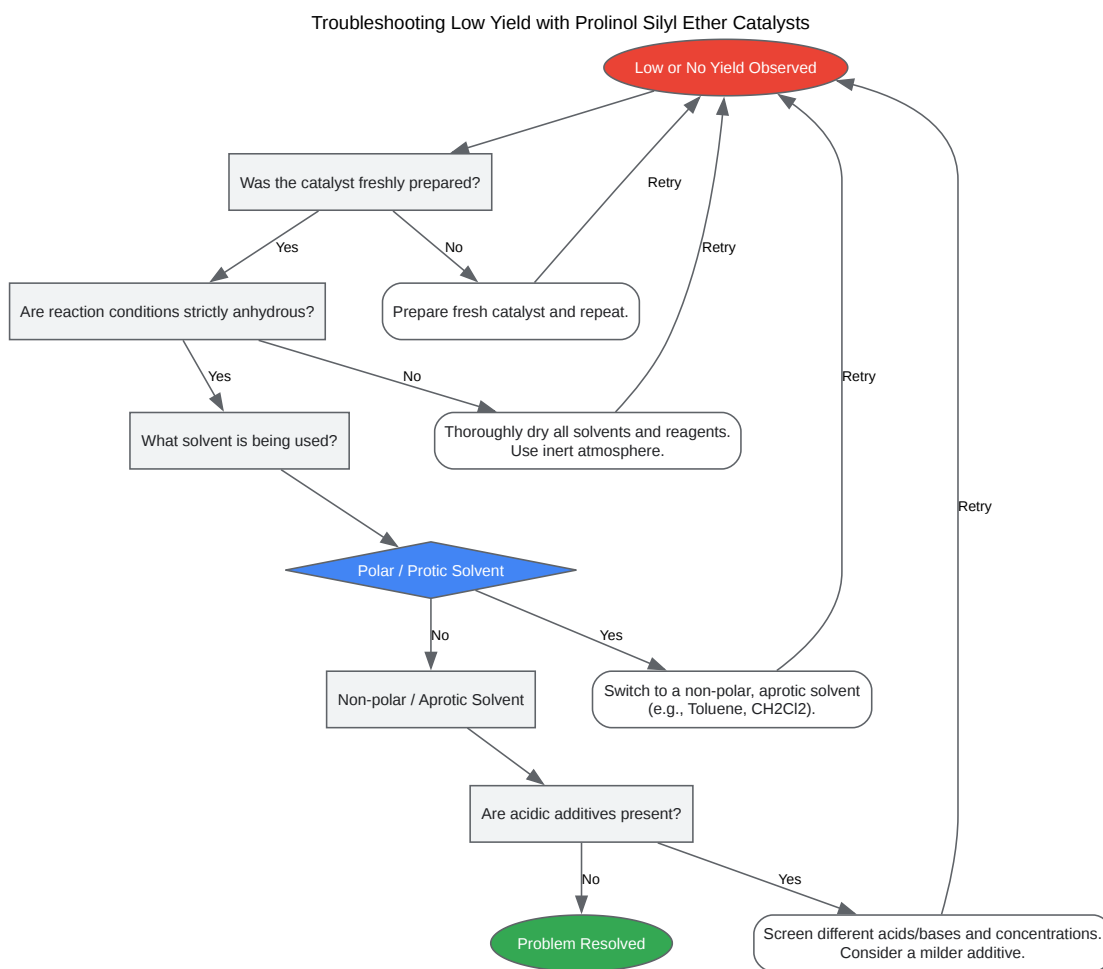 Troubleshooting Low Yield with Prolinol Silyl Ether Catalysts
Low or No Yield Observed
Was the catalyst freshly prepared?
Retry
Yes
No
Retry
Are reaction conditions strictly anhydrous?
Prepare fresh catalyst and repeat.
Yes
No
Retry
What solvent is being used?
Thoroughly dry all solvents and reagents.
Use inert atmosphere.
Retry
Polar / Protic Solvent
No
Yes
Non-polar / Aprotic Solvent
Switch to a non-polar, aprotic solvent
(e.g., Toluene, CH2Cl2).
Are acidic additives present?
No
Yes
Problem Resolved
Screen different acids/bases and concentrations.
Consider a milder additive.